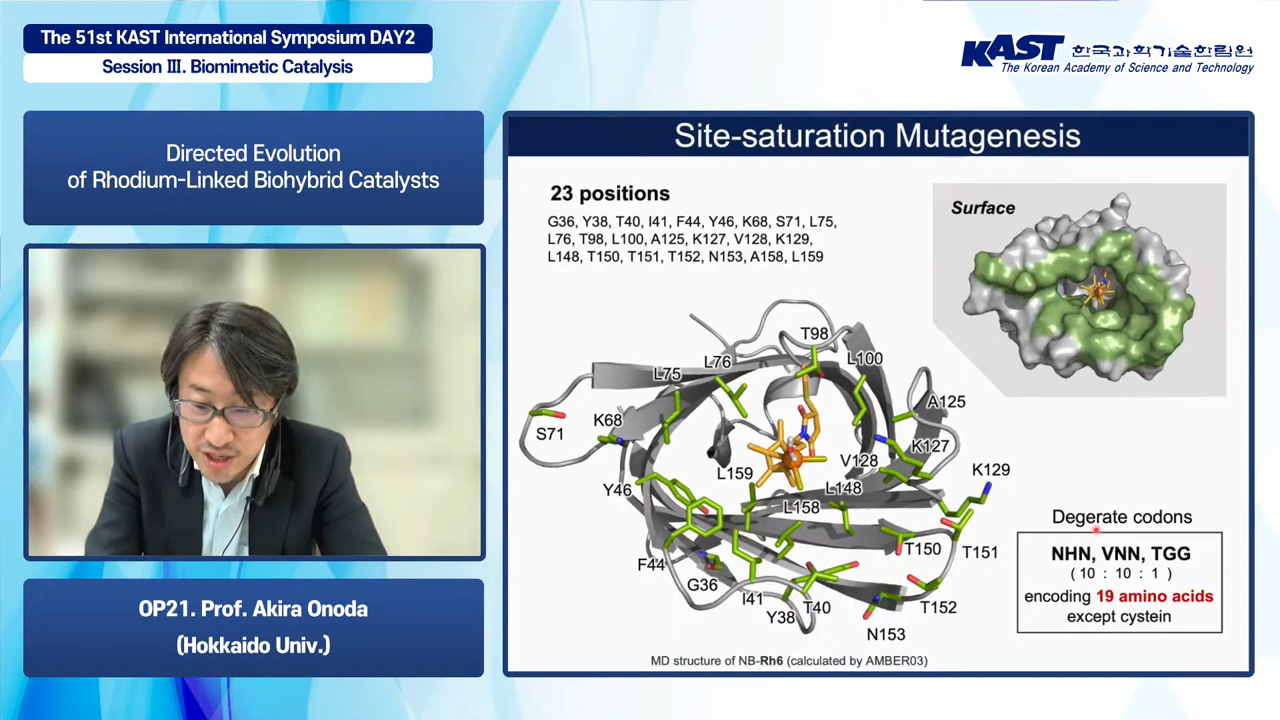 The 51st KAST International Symposium DAY2
Session Ⅲ. Biomimetic Catalysis
KAST 한국과학기술한림원
The Korean Academy of Science and Technology
Directed Evolution
of Rhodium-Linked Biohybrid Catalysts
OP21. Prof. Akira Onoda
(Hokkaido Univ.)
Site-saturation Mutagenesis
23 positions
G36, Y38, T40, I41, F44, Y46, K68, S71, L75,
L76, T98, L100, A125, K127, V128, K129,
L148, T150, T151, T152, N153, A158, L159
Surface
T98
L76
L100
L75
A125
K68
S71
K127
V128
K129
L159
L148
Y46
L158
T150
T151
F44
G36
I41
Y38
T40
T152
N153
Degerate codons
NHN, VNN, TGG
( 10 : 10 : 1 )
encoding 19 amino acids
except cystein
MD structure of NB-Rh6 (calculated by AMBER03)